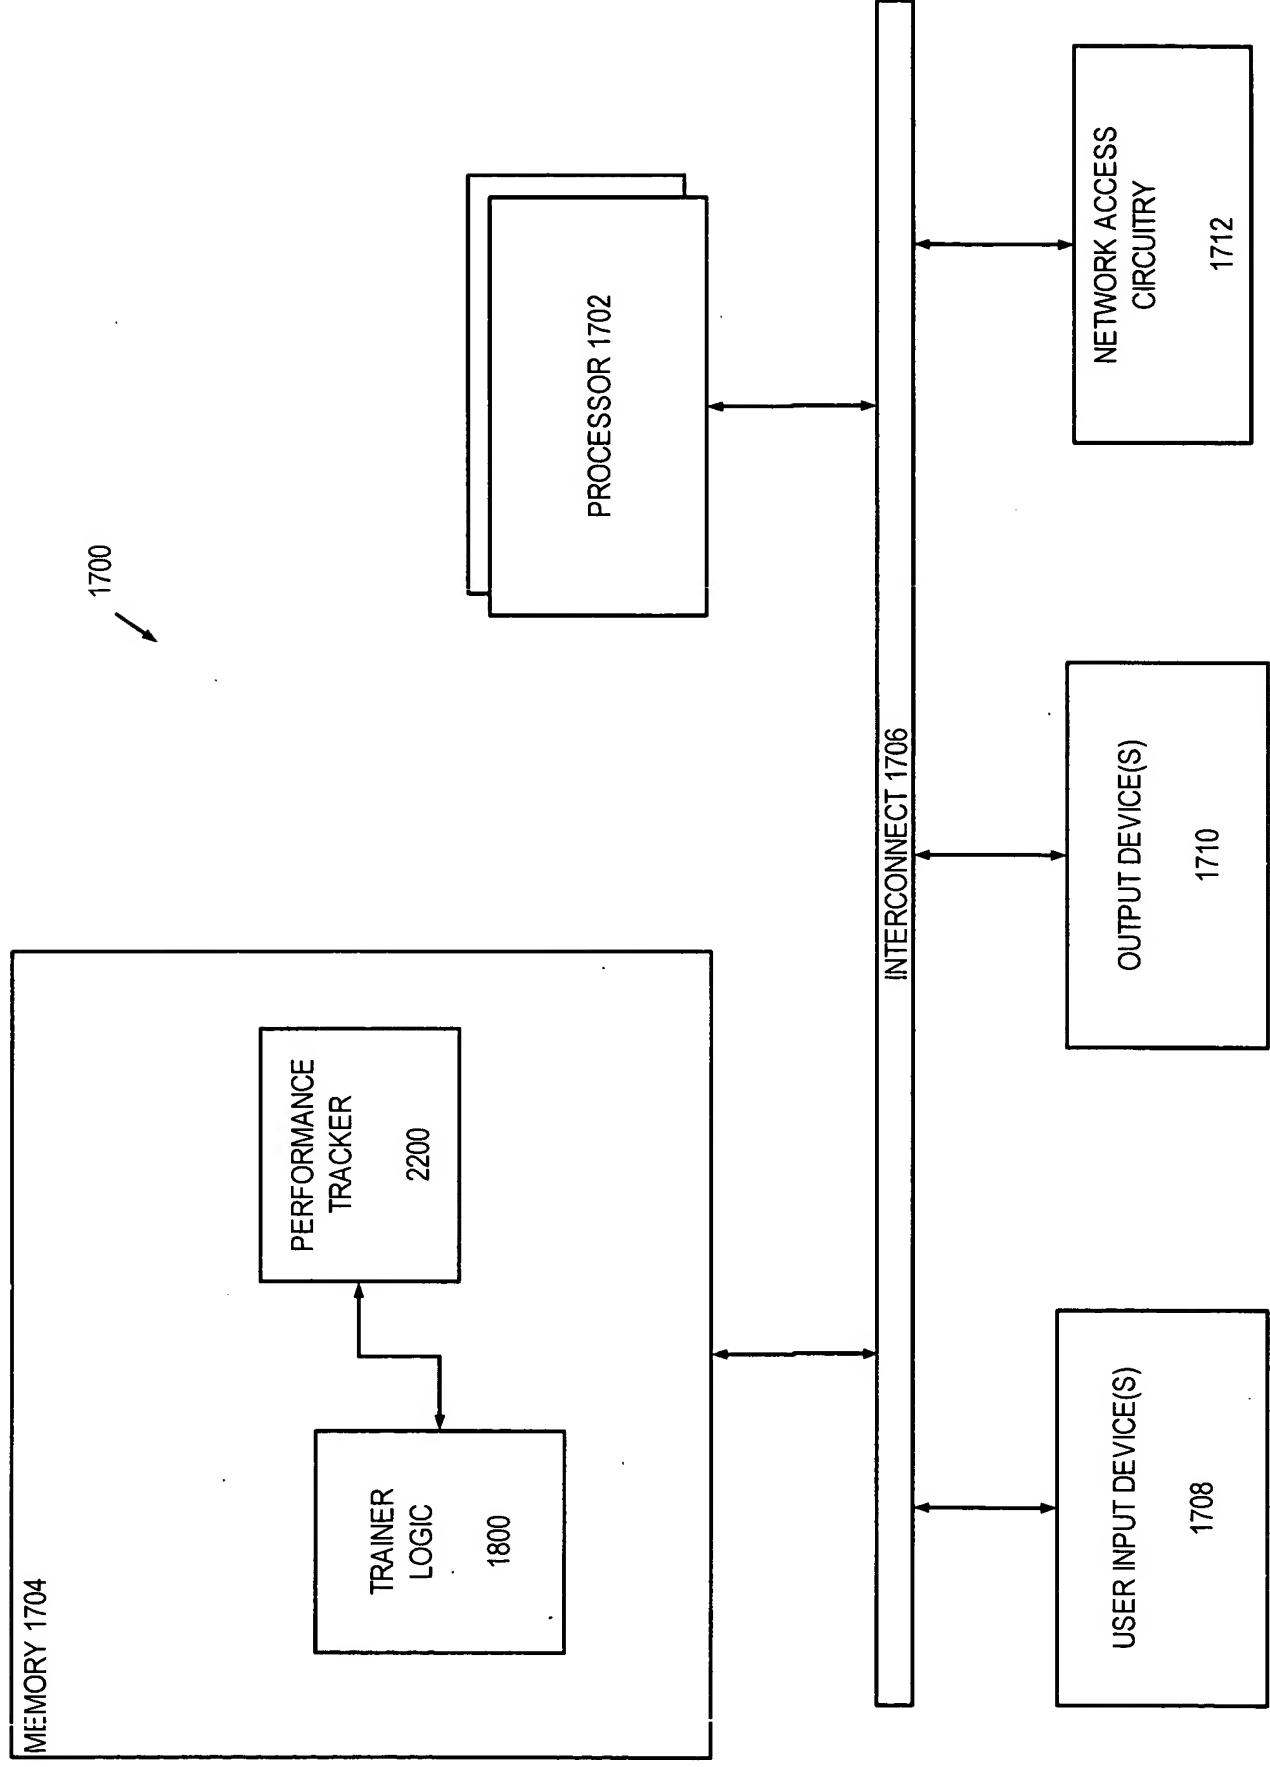 MEMORY 1704
TRAINER
LOGIC
1800
PERFORMANCE
TRACKER
2200
1700
PROCESSOR 1702
INTERCONNECT 1706
USER INPUT DEVICE(S)
1708
OUTPUT DEVICE(S)
1710
NETWORK ACCESS
CIRCUITRY
1712